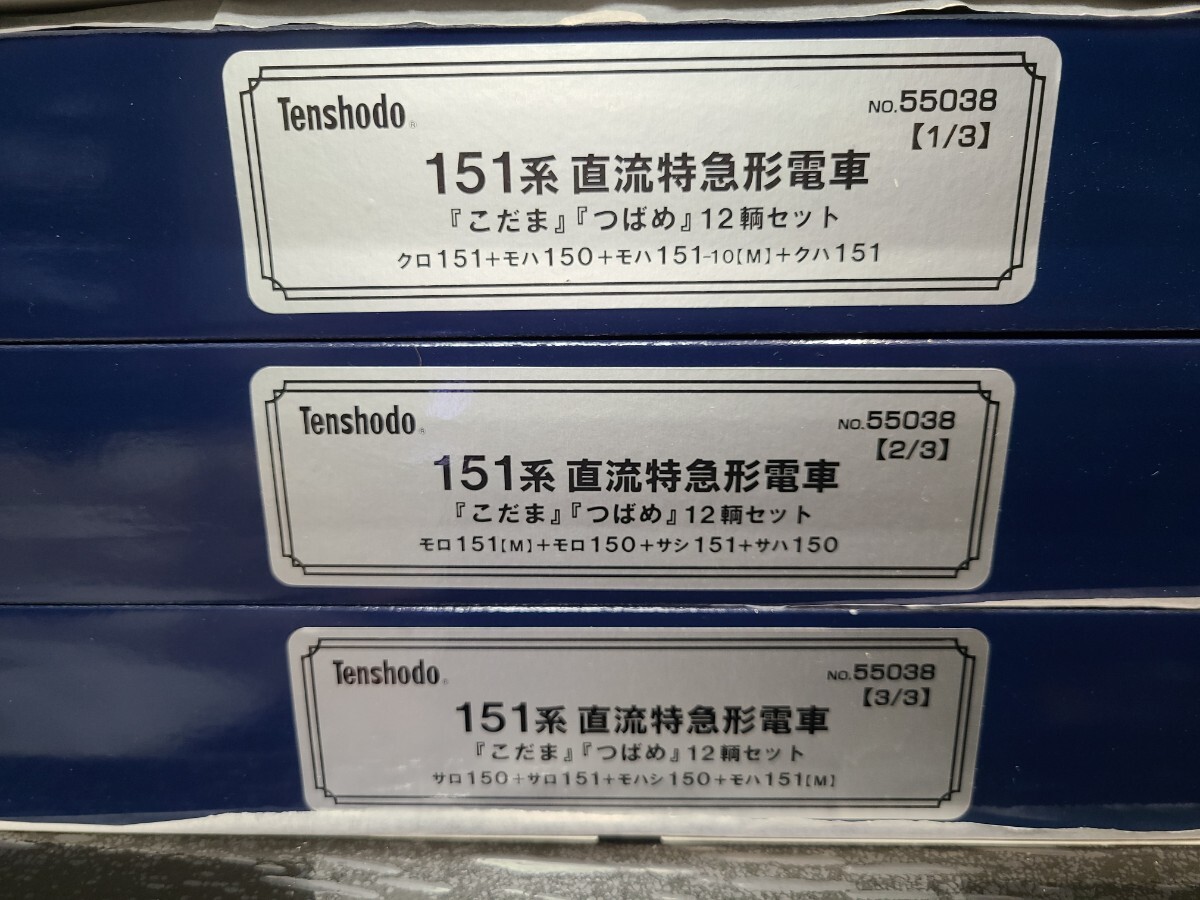 Tenshodo®
NO.55038
【1/3】
151系 直流特急形電車
『こだま』『つばめ』12輌セット
クロ151+モハ150+モハ151-10[M]+クハ151
Tenshodo®
NO.55038
【2/3】
151系 直流特急形電車
『こだま』『つばめ』12輌セット
モロ151[M]+モロ150+サシ151+サハ150
Tenshodo®
NO.55038
【3/3】
151系 直流特急形電車
『こだま』『つばめ』12輌セット
サロ150+サロ151+モハシ150+モハ151[M]